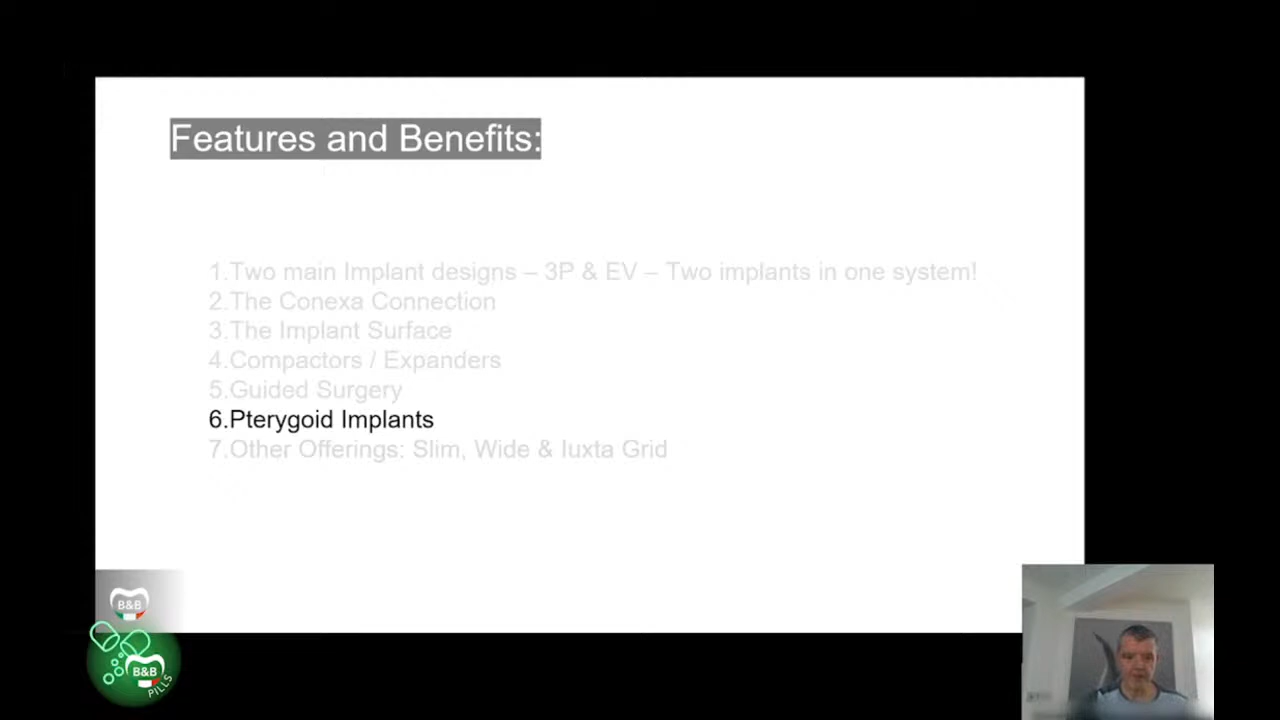 Features and Benefits:
1.Two main Implant designs – 3P & EV – Two implants in one system!
2.The Conexa Connection
3.The Implant Surface
4.Compactors / Expanders
5.Guided Surgery
6.Pterygoid Implants
7.Other Offerings: Slim, Wide & Iuxta Grid
B&B
B&B
PILLS